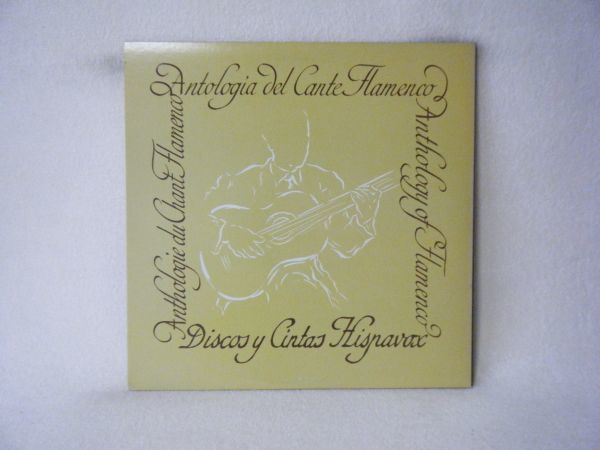 Antologia del Cante Flamenco
Anthologie du Chant Flamenco
Anthology of Flamenco
Discos y Cintas Hispavox